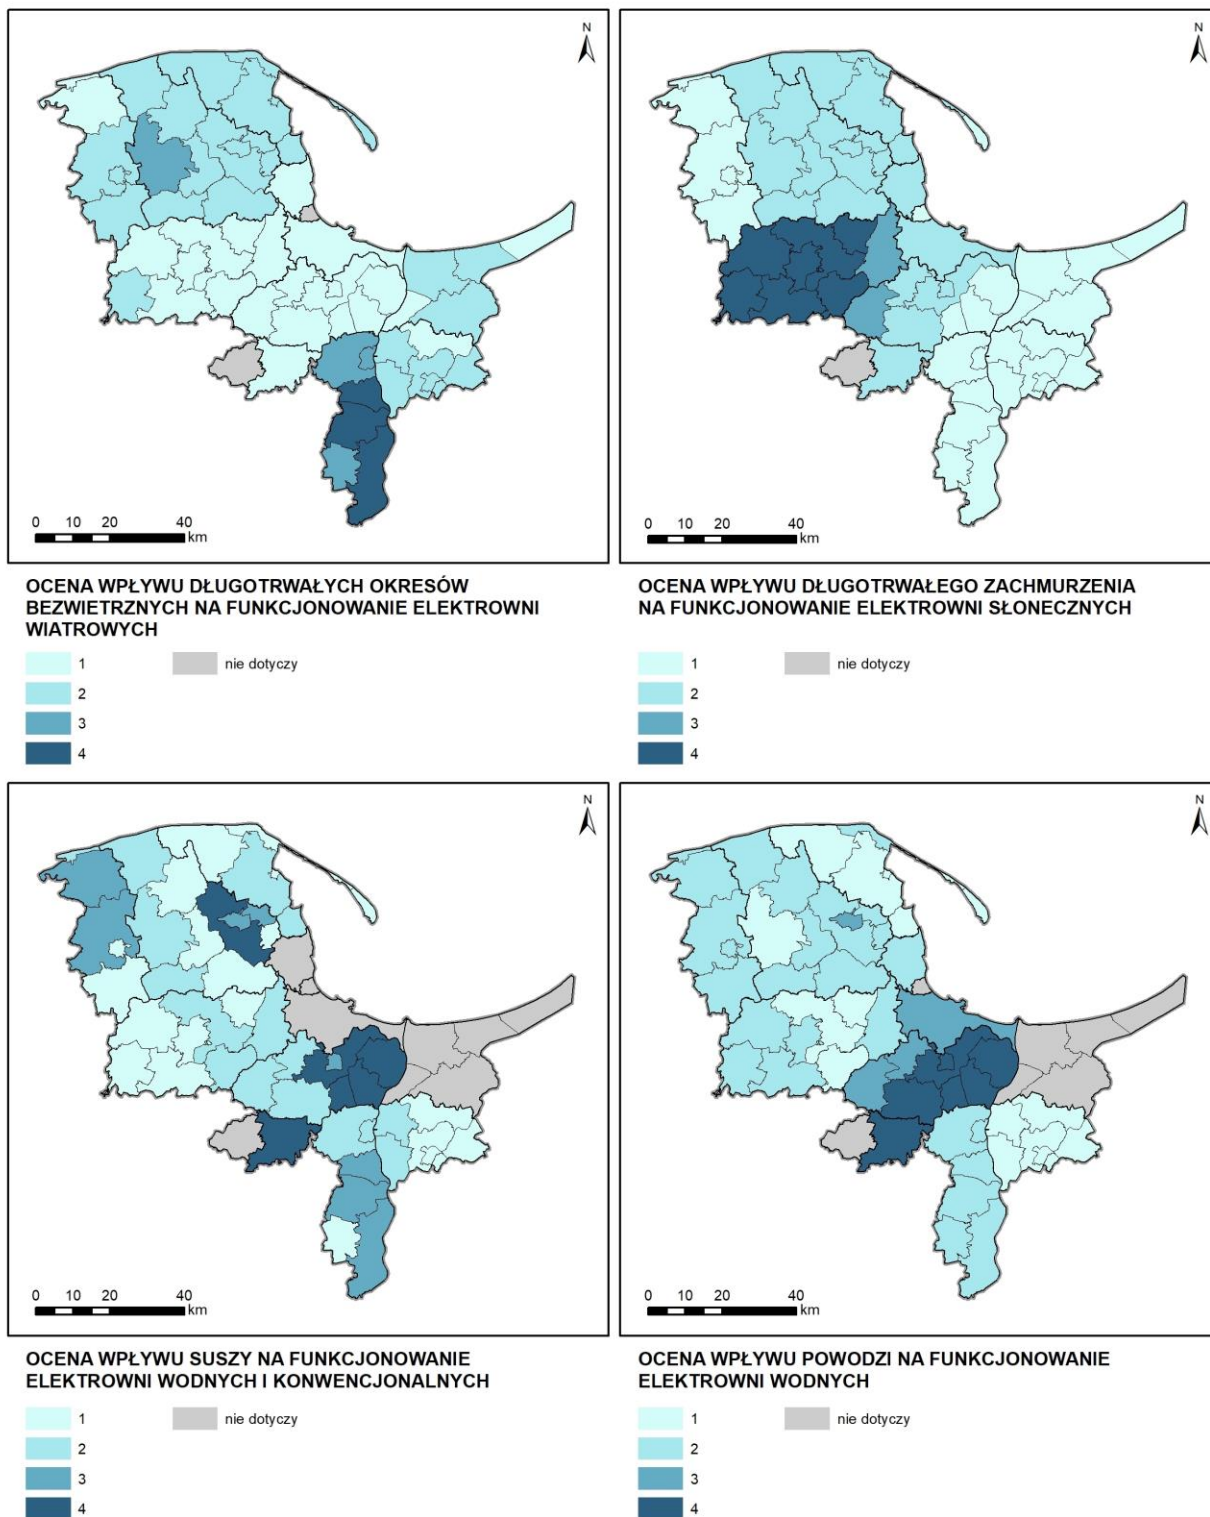 N
0 10 20 40
km
N
0 10 20 40
km
OCENA WPŁYWU DŁUGOTRWAŁYCH OKRESÓW
BEZWIETRZNYCH NA FUNKCJONOWANIE ELEKTROWNI
WIATROWYCH
1 nie dotyczy
2
3
4
OCENA WPŁYWU DŁUGOTRWAŁEGO ZACHMURZENIA
NA FUNKCJONOWANIE ELEKTROWNI SŁONECZNYCH
1 nie dotyczy
2
3
4
N
0 10 20 40
km
N
0 10 20 40
km
OCENA WPŁYWU SUSZY NA FUNKCJONOWANIE
ELEKTROWNI WODNYCH I KONWENCJONALNYCH
1 nie dotyczy
2
3
4
OCENA WPŁYWU POWODZI NA FUNKCJONOWANIE
ELEKTROWNI WODNYCH
1 nie dotyczy
2
3
4